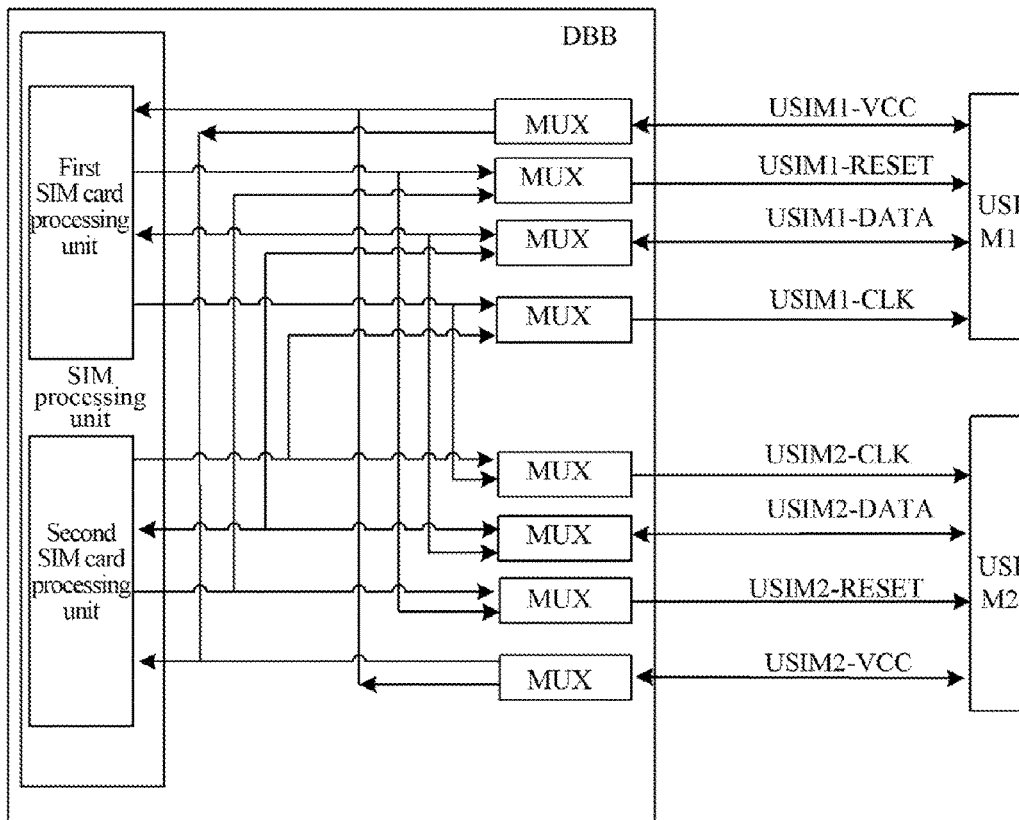 DBB
First
SIM card
processing
unit
SIM
processing
unit
Second
SIM card
processing
unit
MUX
MUX
MUX
MUX
MUX
MUX
MUX
MUX
USIM1-VCC
USIM1-RESET
USIM1-DATA
USIM1-CLK
USIM2-CLK
USIM2-DATA
USIM2-RESET
USIM2-VCC
USI
M1
USI
M2